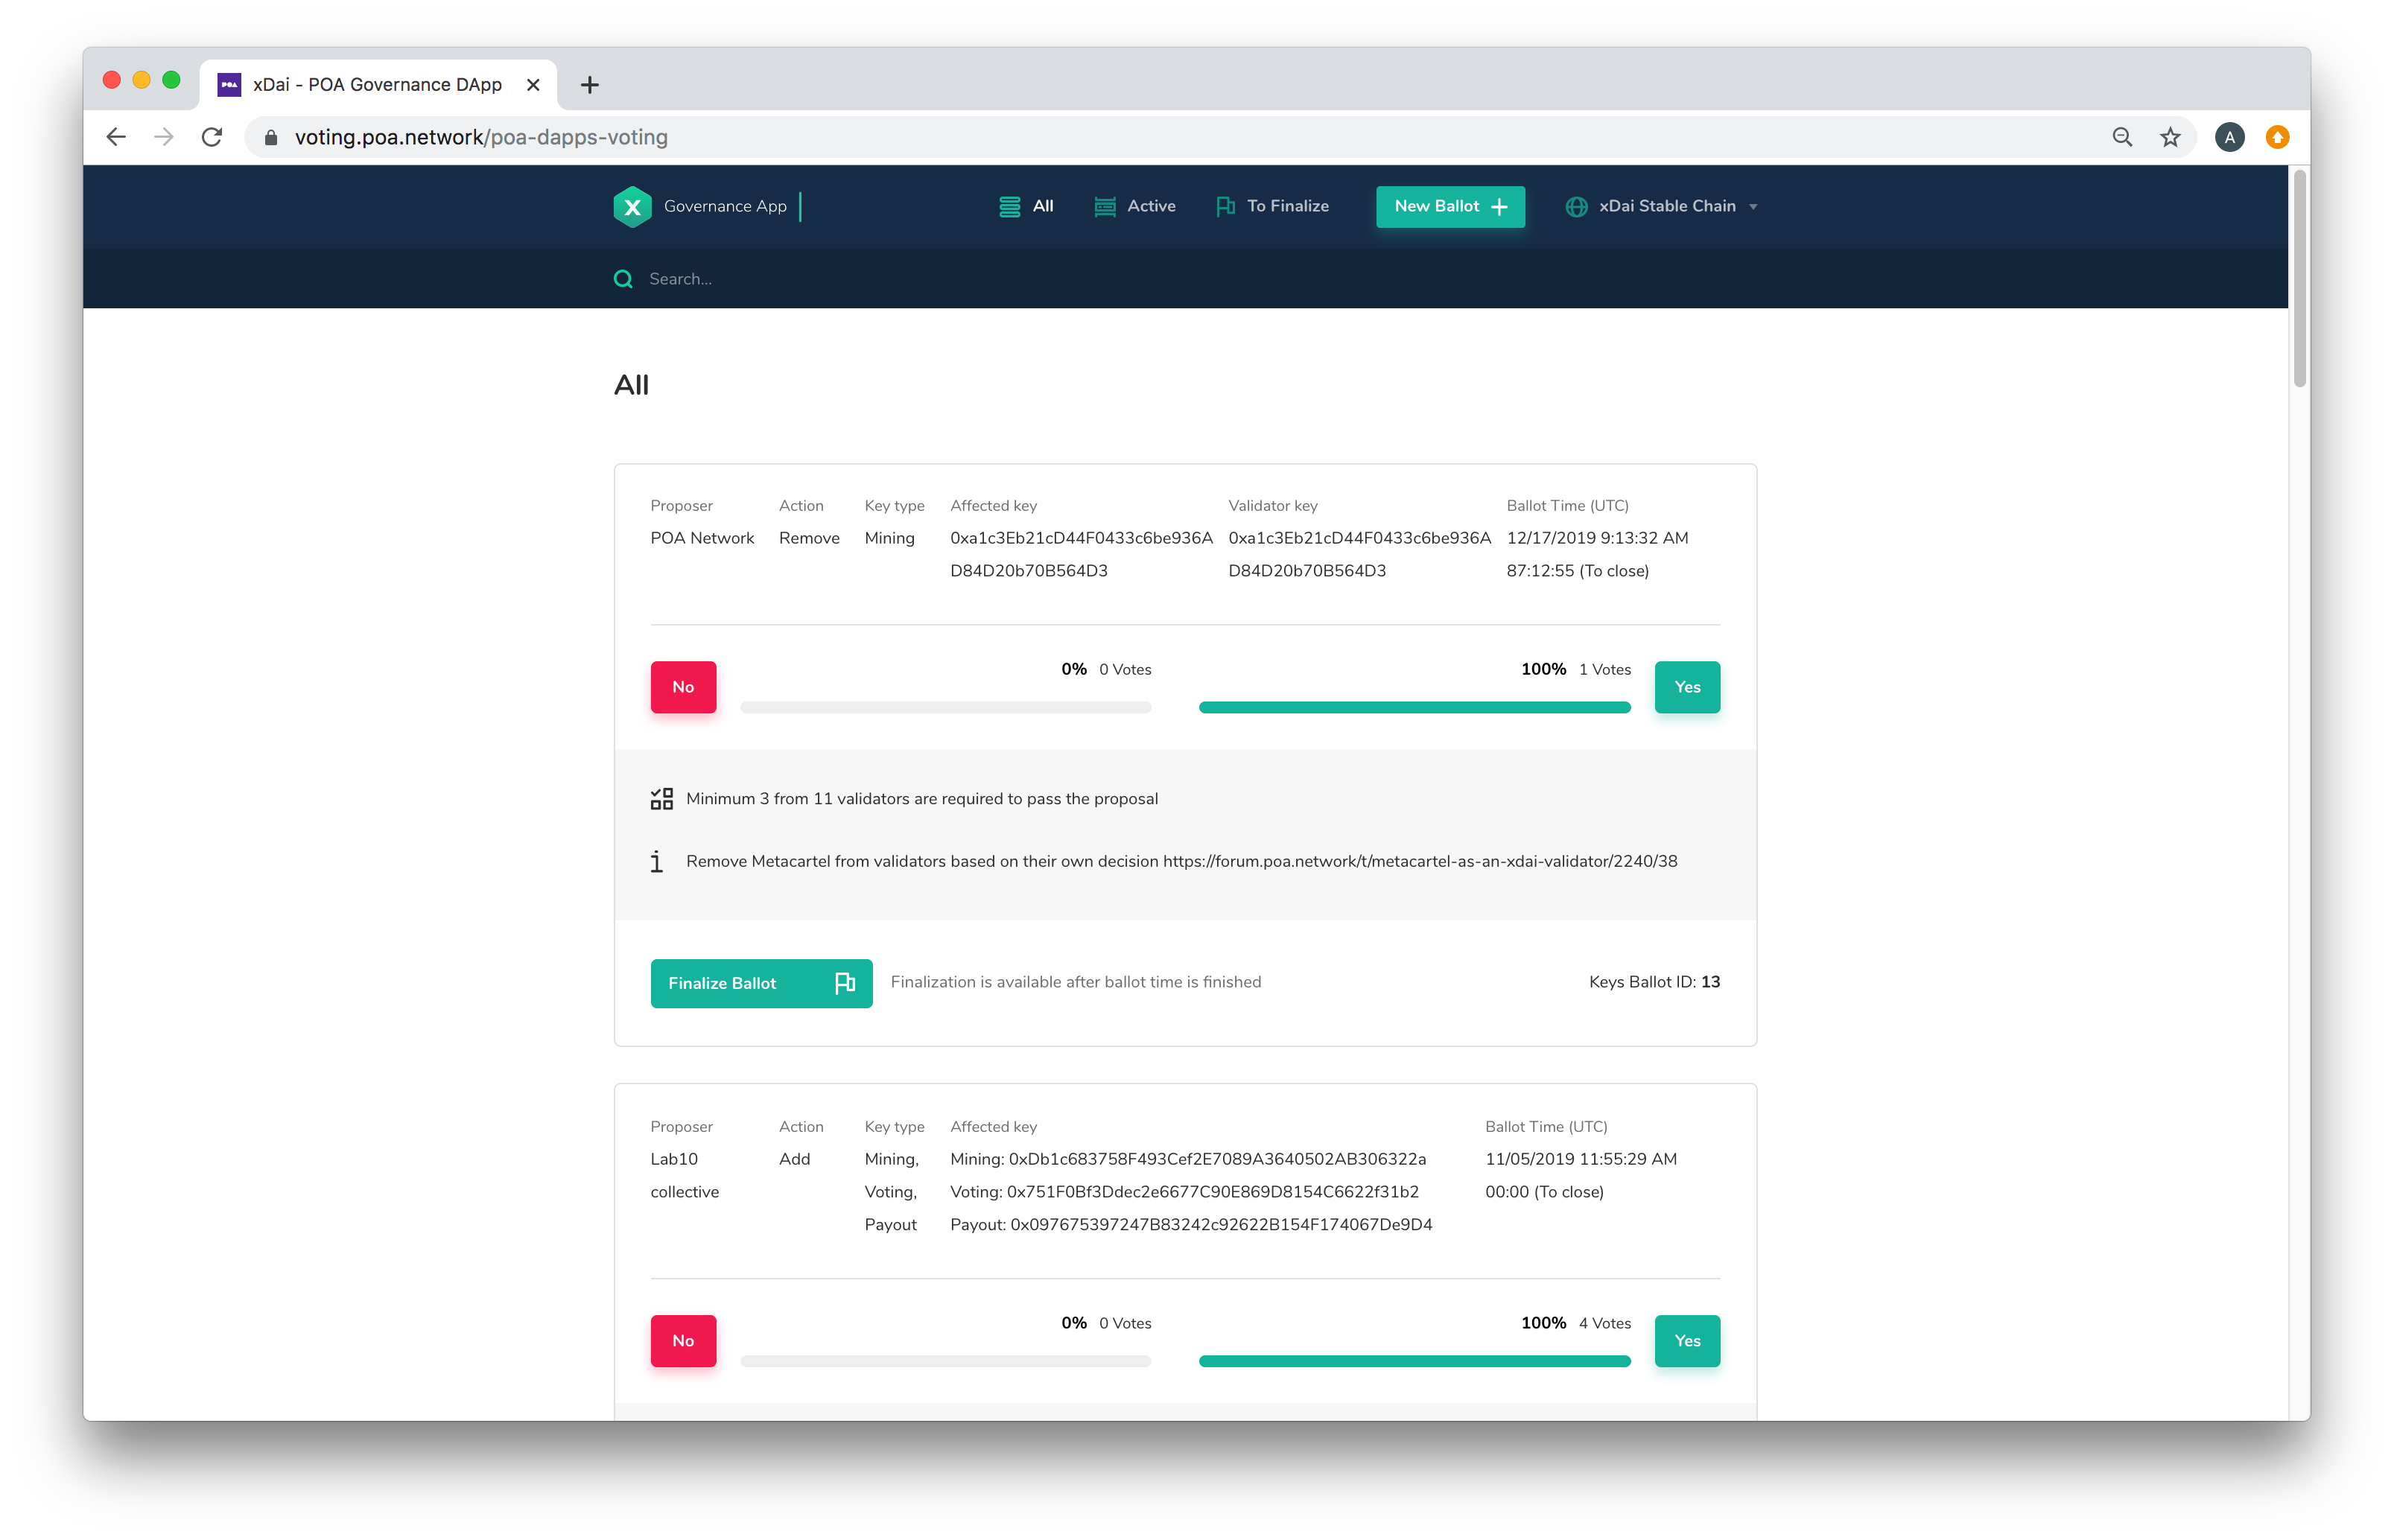 POA xDai - POA Governance DApp
voting.poa.network/poa-dapps-voting
A
X Governance App All Active To Finalize New Ballot xDai Stable Chain
Search...
All
Proposer Action Key type Affected key Validator key Ballot Time (UTC)
POA Network Remove Mining 0xa1c3Eb21cD44F0433c6be936A 0xa1c3Eb21cD44F0433c6be936A 12/17/2019 9:13:32 AM
D84D20b70B564D3 D84D20b70B564D3 87:12:55 (To close)
No 0% 0 Votes 100% 1 Votes Yes
Minimum 3 from 11 validators are required to pass the proposal
Remove Metacartel from validators based on their own decision https://forum.poa.network/t/metacartel-as-an-xdai-validator/2240/38
Finalize Ballot Finalization is available after ballot time is finished Keys Ballot ID: 13
Proposer Action Key type Affected key Ballot Time (UTC)
Lab10 Add Mining, Mining: 0xDb1c683758F493Cef2E7089A3640502AB306322a 11/05/2019 11:55:29 AM
collective Voting, Voting: 0x751F0Bf3Ddec2e6677C90E869D8154C6622f31b2 00:00 (To close)
Payout Payout: 0x097675397247B83242c92622B154F174067De9D4
No 0% 0 Votes 100% 4 Votes Yes